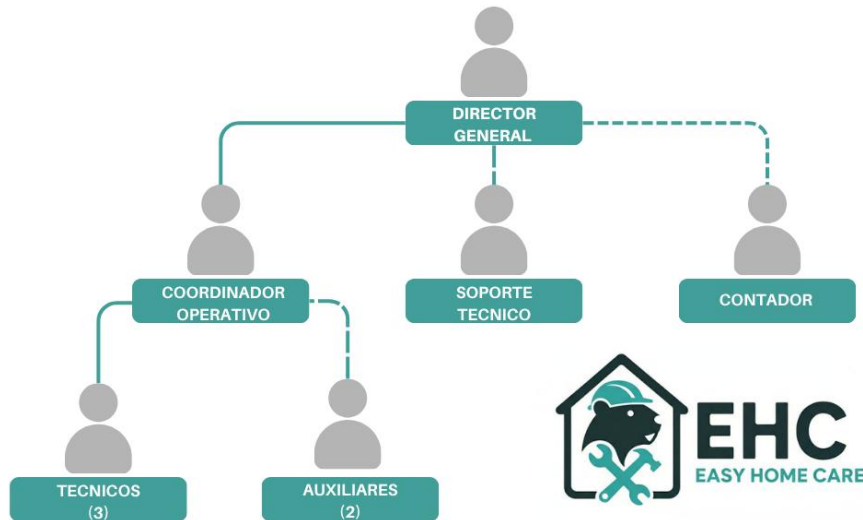 DIRECTOR
GENERAL
COORDINADOR
OPERATIVO
SOPORTE
TECNICO
CONTADOR
TECNICOS
(3)
AUXILIARES
(2)
EHC
EASY HOME CARE